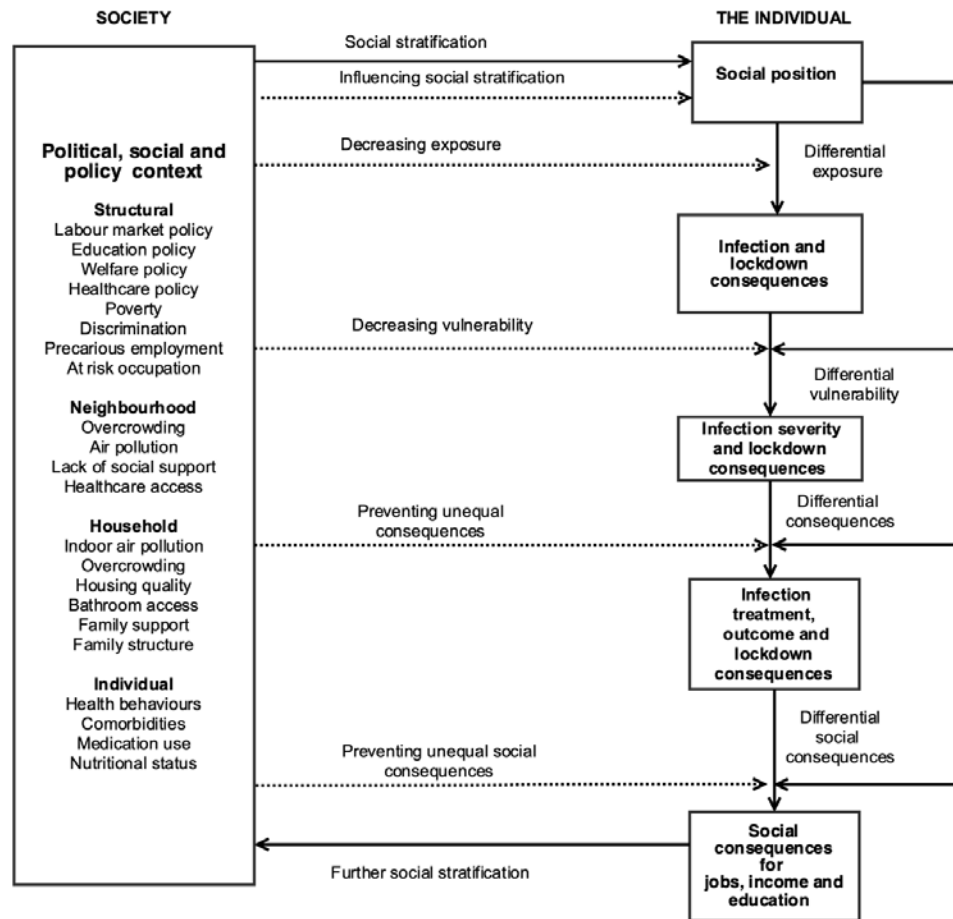 SOCIETY
THE INDIVIDUAL
Social stratification
Influencing social stratification
Social position
Decreasing exposure
Differential
exposure
Political, social and
policy context
Structural
Labour market policy
Education policy
Welfare policy
Healthcare policy
Poverty
Discrimination
Precarious employment
At risk occupation
Neighbourhood
Overcrowding
Air pollution
Lack of social support
Healthcare access
Household
Indoor air pollution
Overcrowding
Housing quality
Bathroom access
Family support
Family structure
Individual
Health behaviours
Comorbidities
Medication use
Nutritional status
Infection and
lockdown
consequences
Decreasing vulnerability
Differential
vulnerability
Infection severity
and lockdown
consequences
Preventing unequal
consequences
Differential
consequences
Infection
treatment,
outcome and
lockdown
consequences
Differential
social
consequences
Preventing unequal social
consequences
Social
consequences
for
jobs, income and
education
Further social stratification